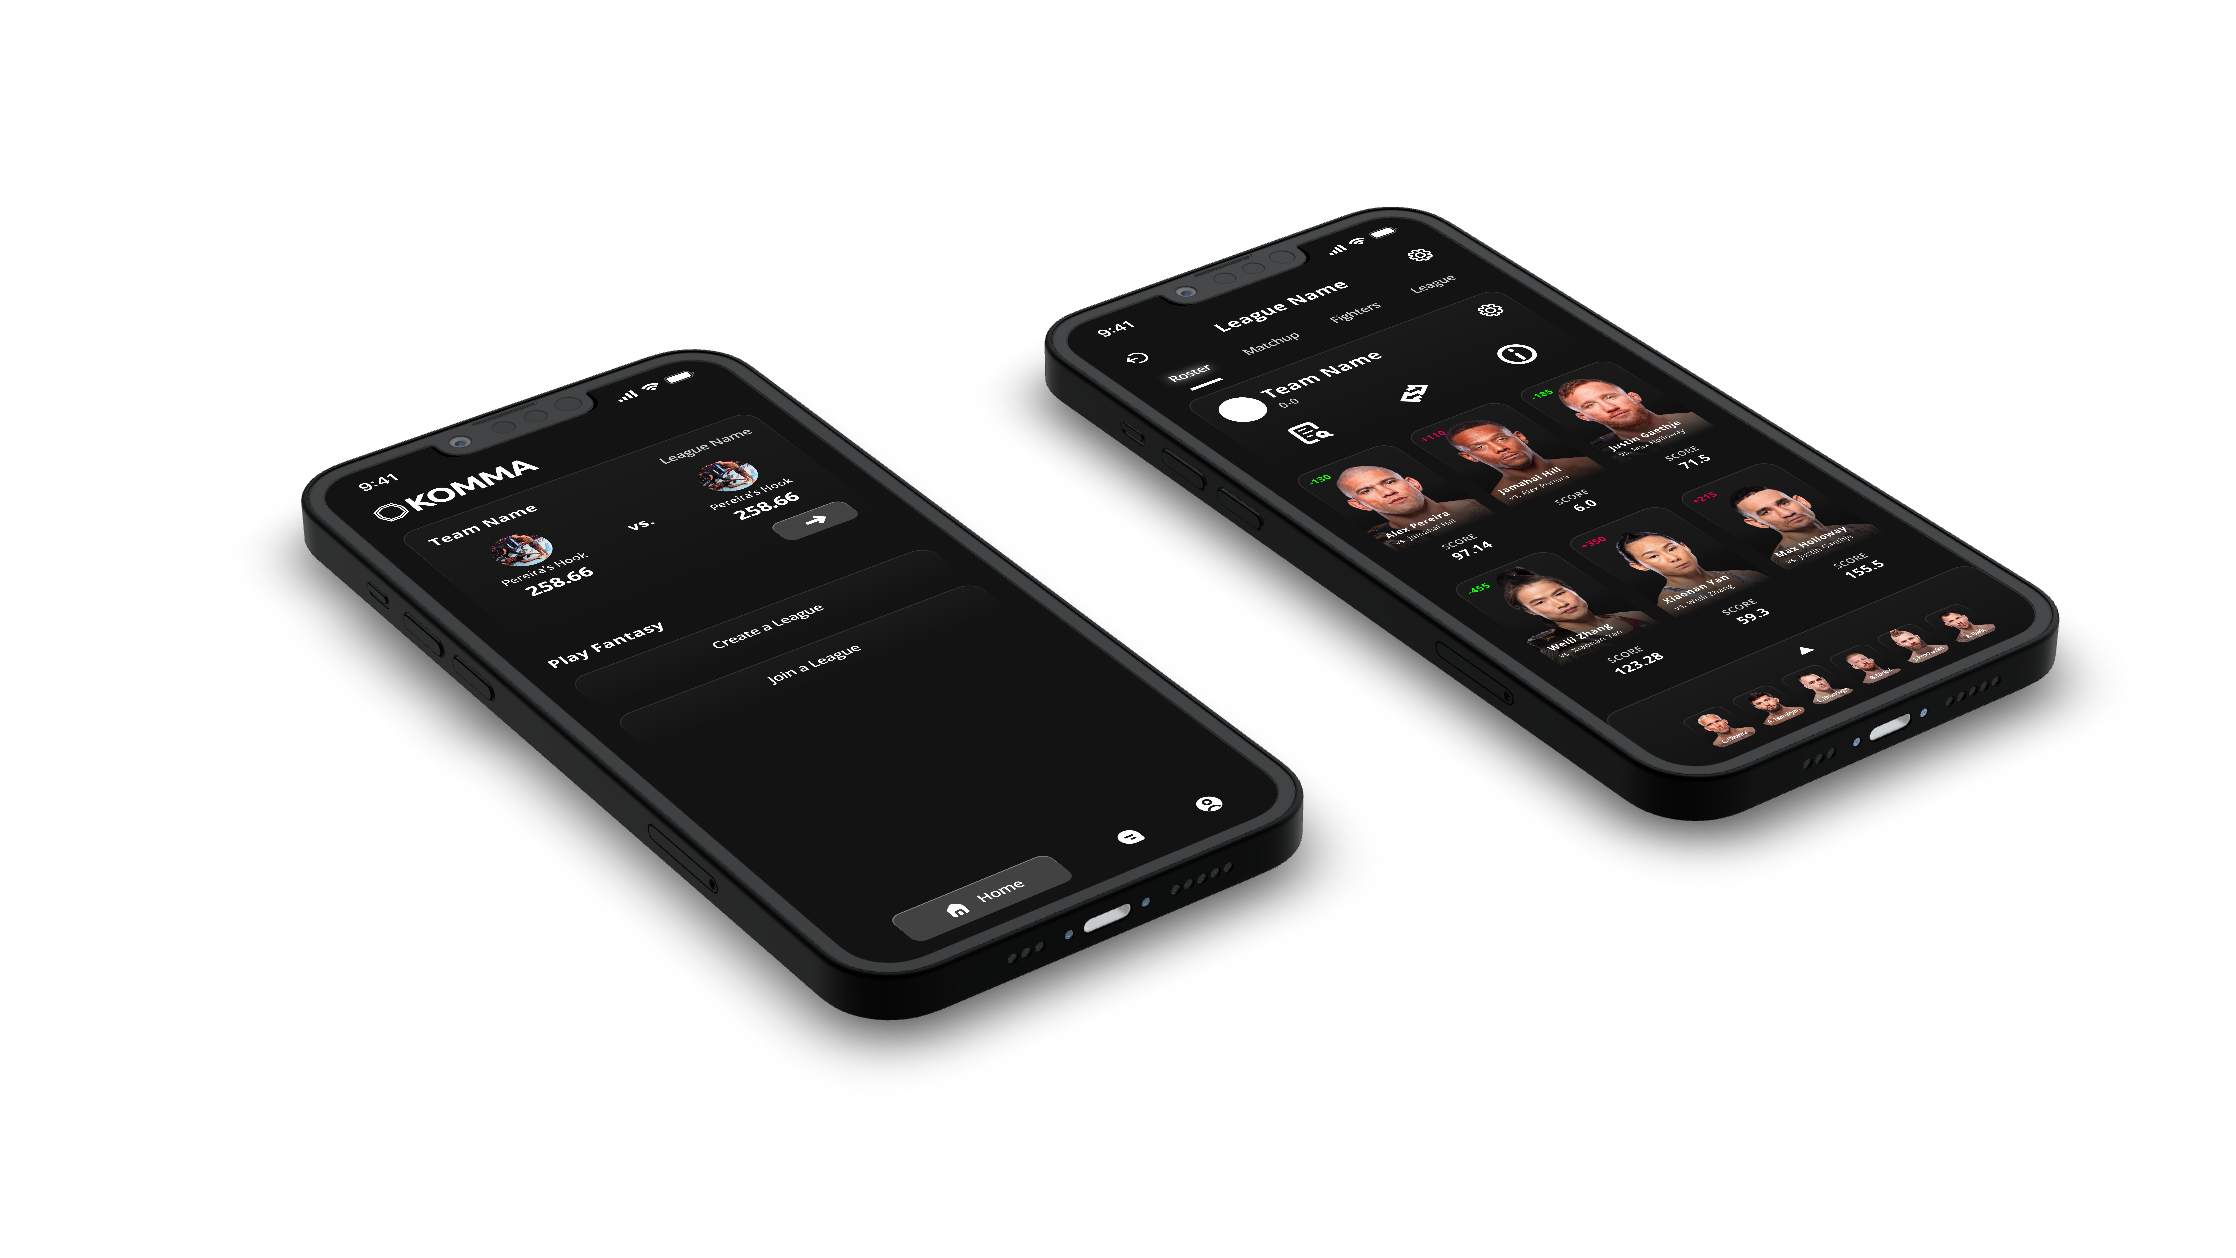 9:41
KOMMA
League Name
Team Name
Pereira's Hook
258.66
vs.
Pereira's Hook
258.66
Play Fantasy
Create a League
Join a League
Home
9:41
League Name
Roster
Matchup
Fighters
League
Team Name
0-0
-130
Alex Pereira
vs. Jamahal Hill
SCORE
97.14
+110
Jamahal Hill
vs. Alex Pereira
SCORE
6.0
-185
Justin Gaethje
vs. Max Holloway
SCORE
71.5
-455
Weili Zhang
vs. Xiaonan Yan
SCORE
123.28
+350
Xiaonan Yan
vs. Weili Zhang
SCORE
59.3
+215
Max Holloway
vs. Justin Gaethje
SCORE
155.5